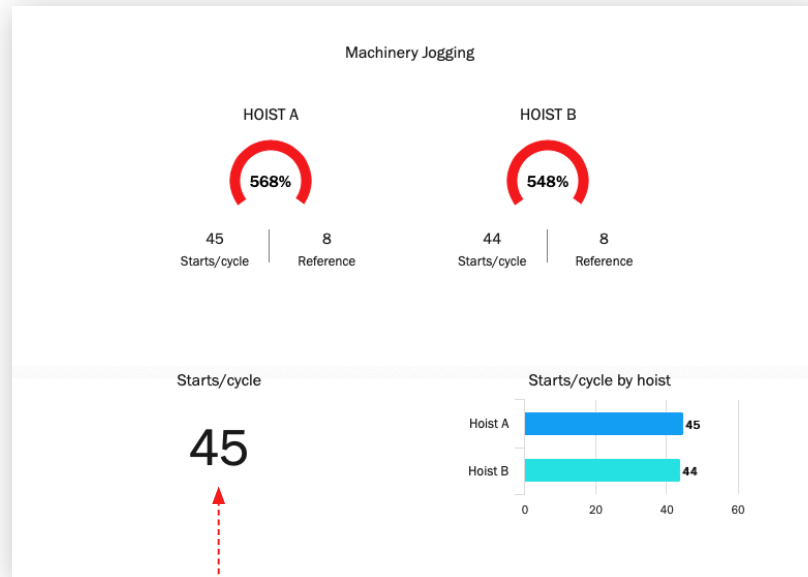 Machinery Jogging
HOIST A
568%
45
Starts/cycle
8
Reference
HOIST B
548%
44
Starts/cycle
8
Reference
Starts/cycle
45
Starts/cycle by hoist
Hoist A
45
Hoist B
44
0 20 40 60